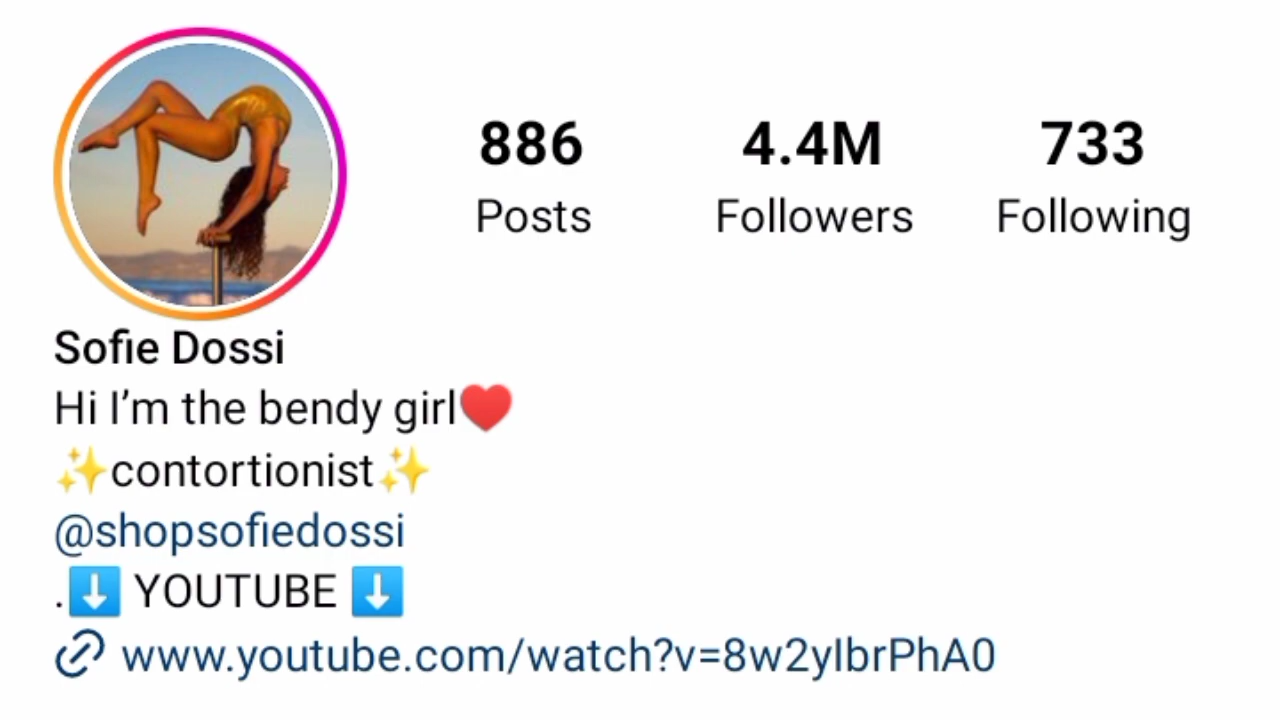 886 4.4M 733
Posts Followers Following
Sofie Dossi
Hi I’m the bendy girl❤️
✨contortionist✨
@shopsofiedossi
.⬇️ YOUTUBE ⬇️
www.youtube.com/watch?v=8w2yIbrPhA0